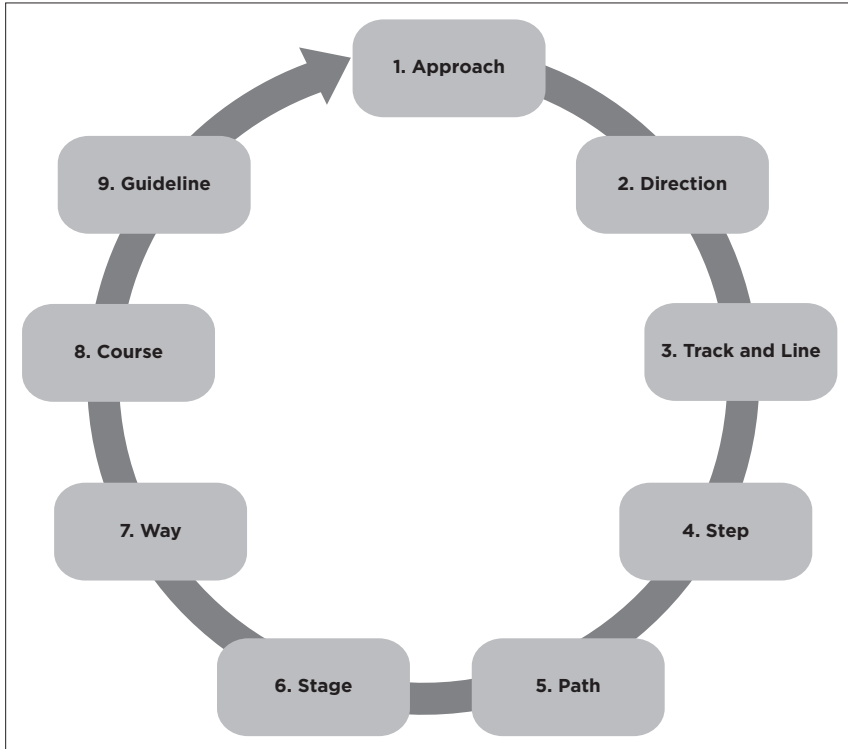 1. Approach
2. Direction
3. Track and Line
4. Step
5. Path
6. Stage
7. Way
8. Course
9. Guideline